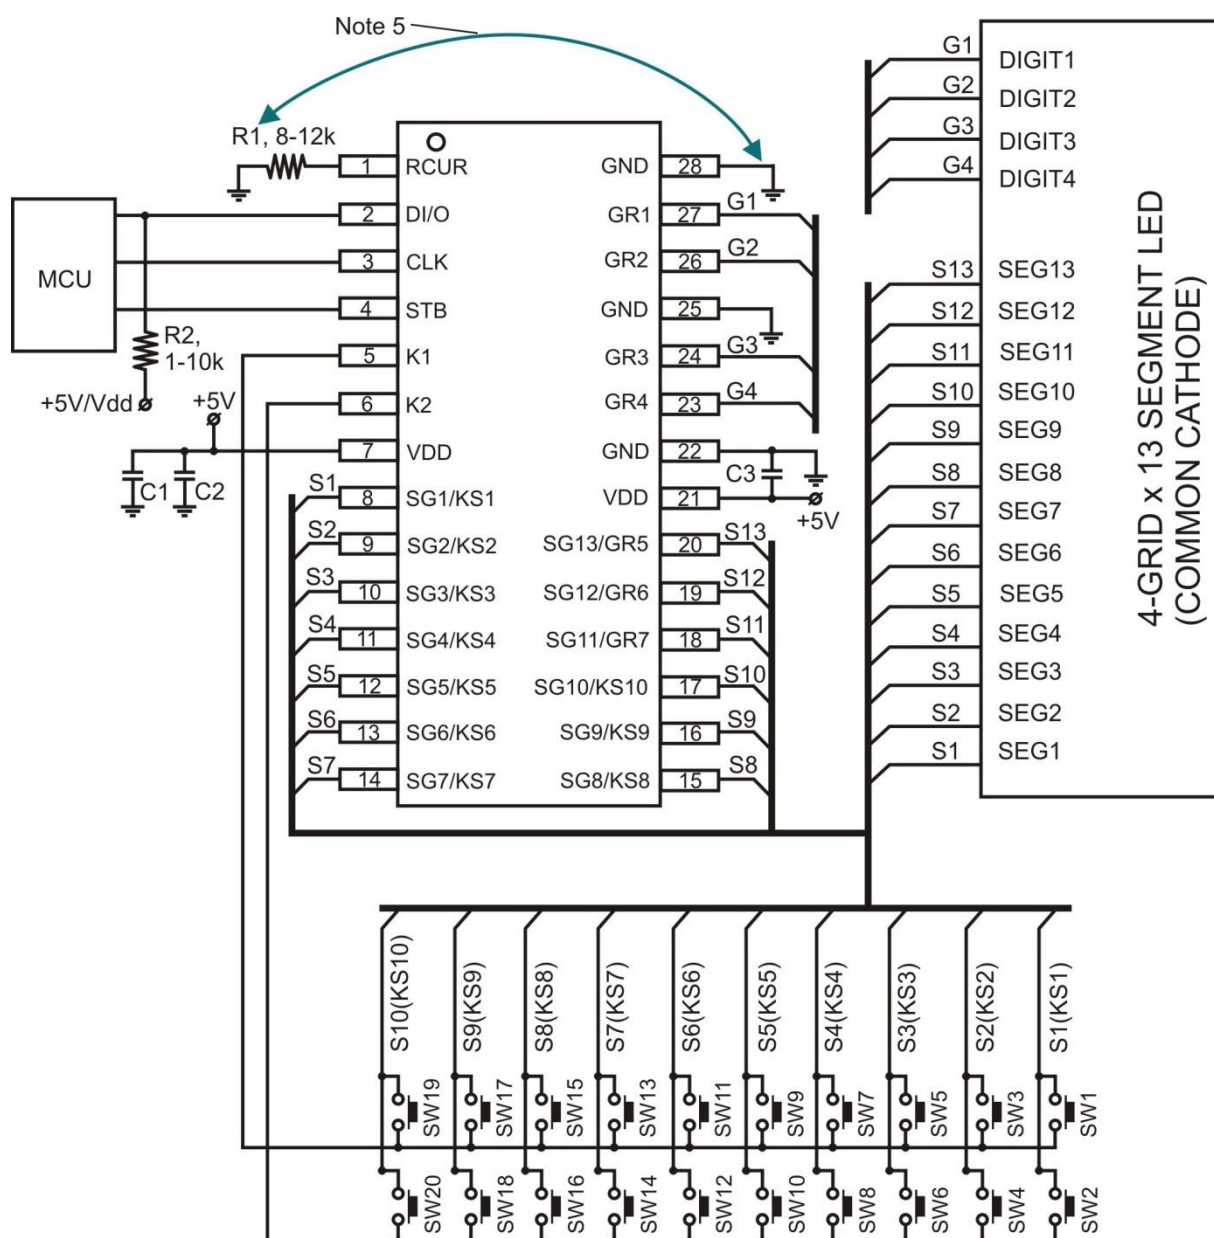 Note 5
R1, 8-12k
MCU
R2,
1-10k
+5V/Vdd
+5V
C1
C2
1 RCUR
2 DI/O
3 CLK
4 STB
5 K1
6 K2
7 VDD
S1 8 SG1/KS1
S2 9 SG2/KS2
S3 10 SG3/KS3
S4 11 SG4/KS4
S5 12 SG5/KS5
S6 13 SG6/KS6
S7 14 SG7/KS7
GND 28
GR1 27 G1
GR2 26 G2
GND 25
GR3 24 G3
GR4 23 G4
GND 22
C3
VDD 21
+5V
SG13/GR5 20 S13
SG12/GR6 19 S12
SG11/GR7 18 S11
SG10/KS10 17 S10
SG9/KS9 16 S9
SG8/KS8 15 S8
G1 DIGIT1
G2 DIGIT2
G3 DIGIT3
G4 DIGIT4
S13 SEG13
S12 SEG12
S11 SEG11
S10 SEG10
S9 SEG9
S8 SEG8
S7 SEG7
S6 SEG6
S5 SEG5
S4 SEG4
S3 SEG3
S2 SEG2
S1 SEG1
4-GRID x 13 SEGMENT LED
(COMMON CATHODE)
S10(KS10)
S9(KS9)
S8(KS8)
S7(KS7)
S6(KS6)
S5(KS5)
S4(KS4)
S3(KS3)
S2(KS2)
S1(KS1)
SW19
SW17
SW15
SW13
SW11
SW9
SW7
SW5
SW3
SW1
SW20
SW18
SW16
SW14
SW12
SW10
SW8
SW6
SW4
SW2